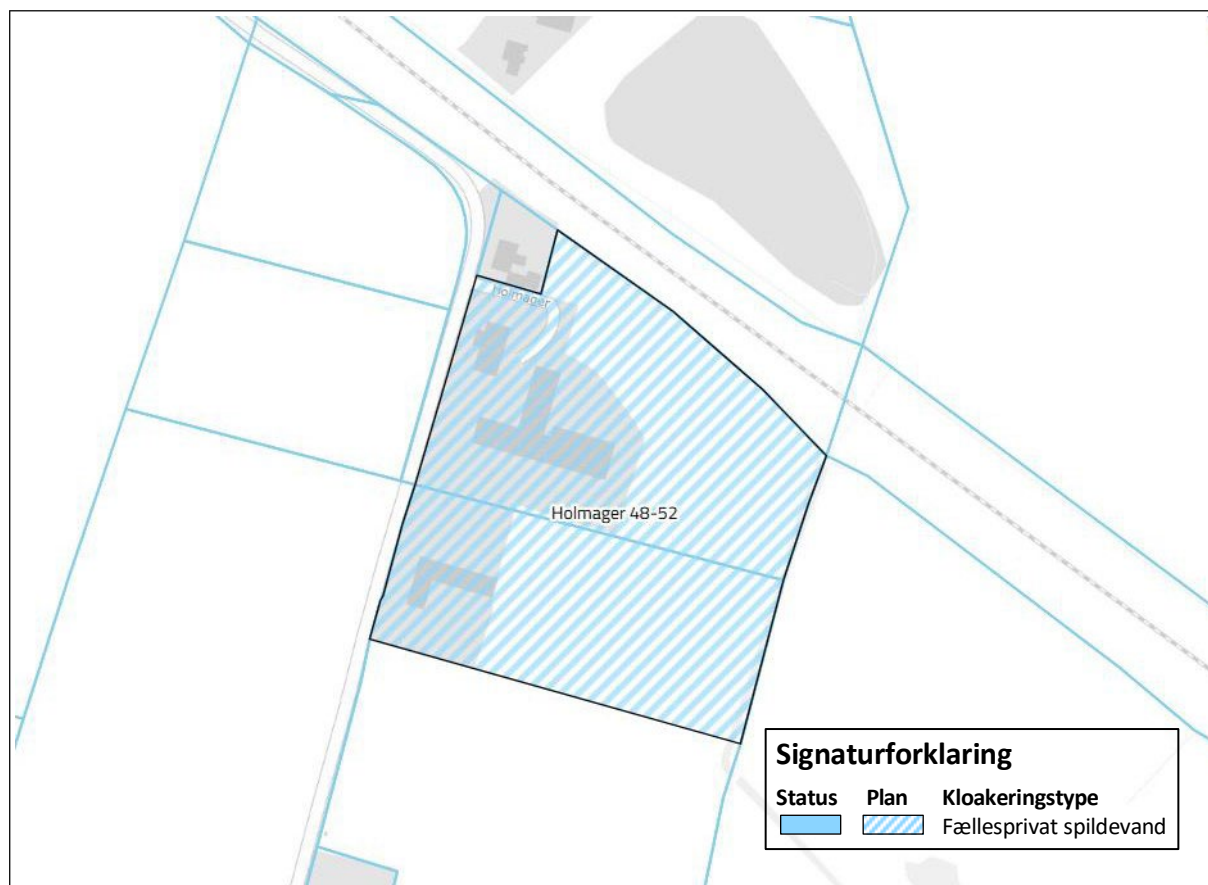 Holmager
Holmager 48-52
Signaturforklaring
Status Plan Kloakeringstype
Fællesprivat spildevand